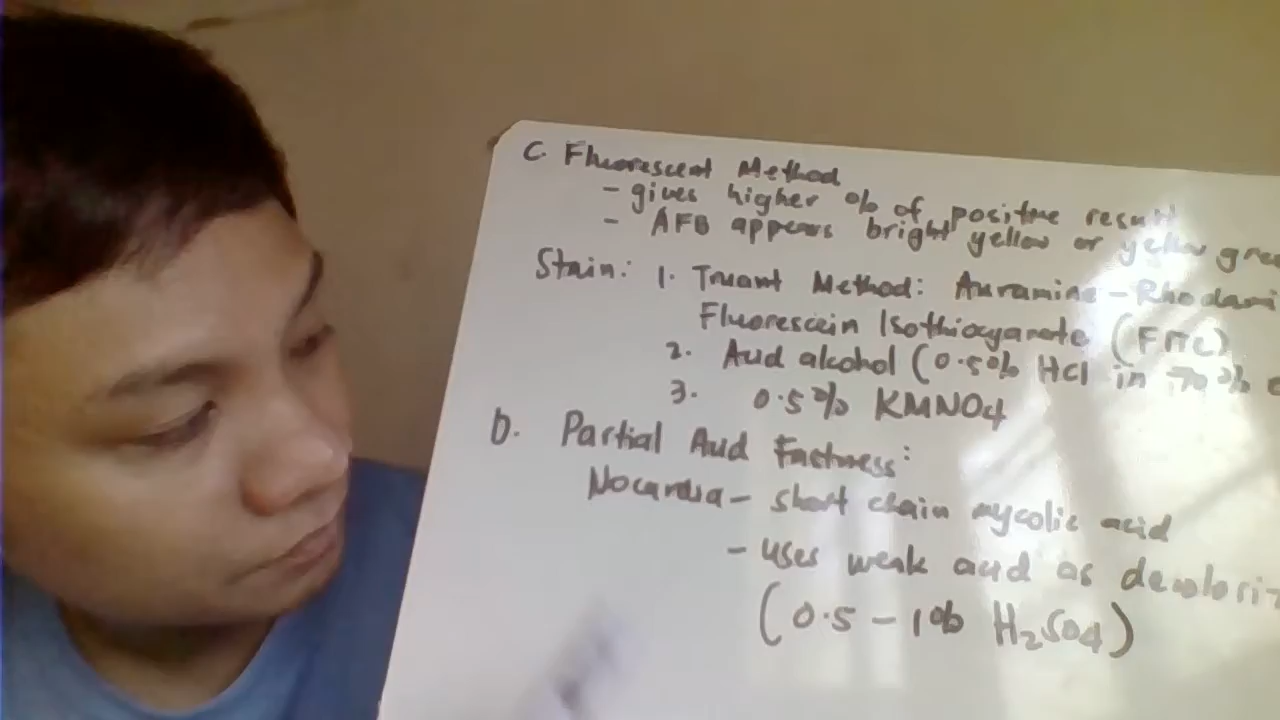 C. Fluorescent Method
- gives higher % of positive result
- AFB appears bright yellow or yellow gree
Stain: 1. Truant Method: Auramine-Rhodami
Fluorescein Isothiocyanate (FITC)
2. Acid alcohol (0.5% HCl in 70% e
3. 0.5% KMNO4
D. Partial Acid Fastness:
Nocardia - short chain mycolic acid
- uses weak acid as decoloriz
(0.5 - 1% H2SO4)